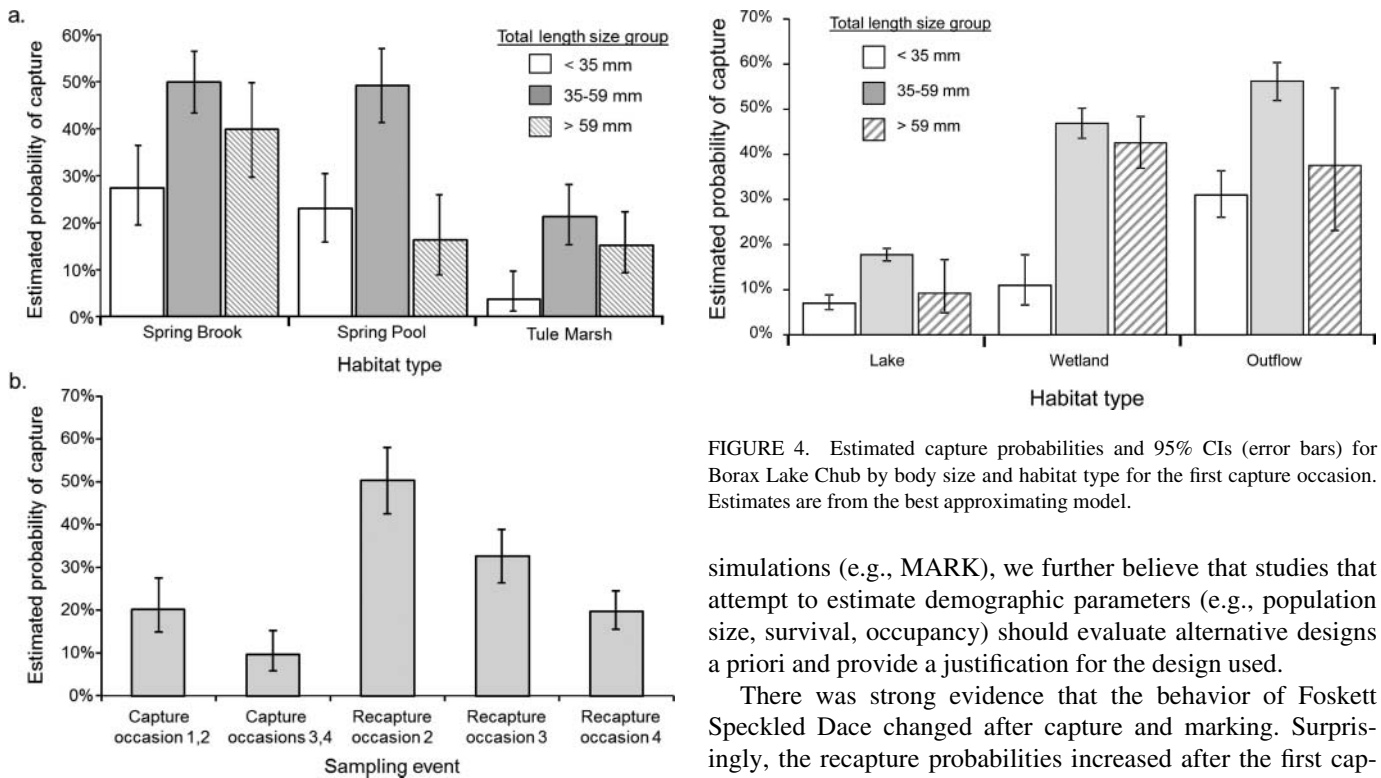 a.
60%
50%
40%
30%
20%
10%
0%
Estimated probability of capture
Total length size group
< 35 mm
35-59 mm
> 59 mm
Spring Brook
Spring Pool
Tule Marsh
Habitat type
b.
70%
60%
50%
40%
30%
20%
10%
0%
Estimated probability of capture
Capture occasion 1,2
Capture occasions 3,4
Recapture occasion 2
Recapture occasion 3
Recapture occasion 4
Sampling event
70%
60%
50%
40%
30%
20%
10%
0%
Estimated probability of capture
Total length size group
< 35 mm
35-59 mm
> 59 mm
Lake
Wetland
Outflow
Habitat type
FIGURE 4. Estimated capture probabilities and 95% CIs (error bars) for
Borax Lake Chub by body size and habitat type for the first capture occasion.
Estimates are from the best approximating model.
simulations (e.g., MARK), we further believe that studies that
attempt to estimate demographic parameters (e.g., population
size, survival, occupancy) should evaluate alternative designs
a priori and provide a justification for the design used.
There was strong evidence that the behavior of Foskett
Speckled Dace changed after capture and marking. Surpris-
ingly, the recapture probabilities increased after the first cap-